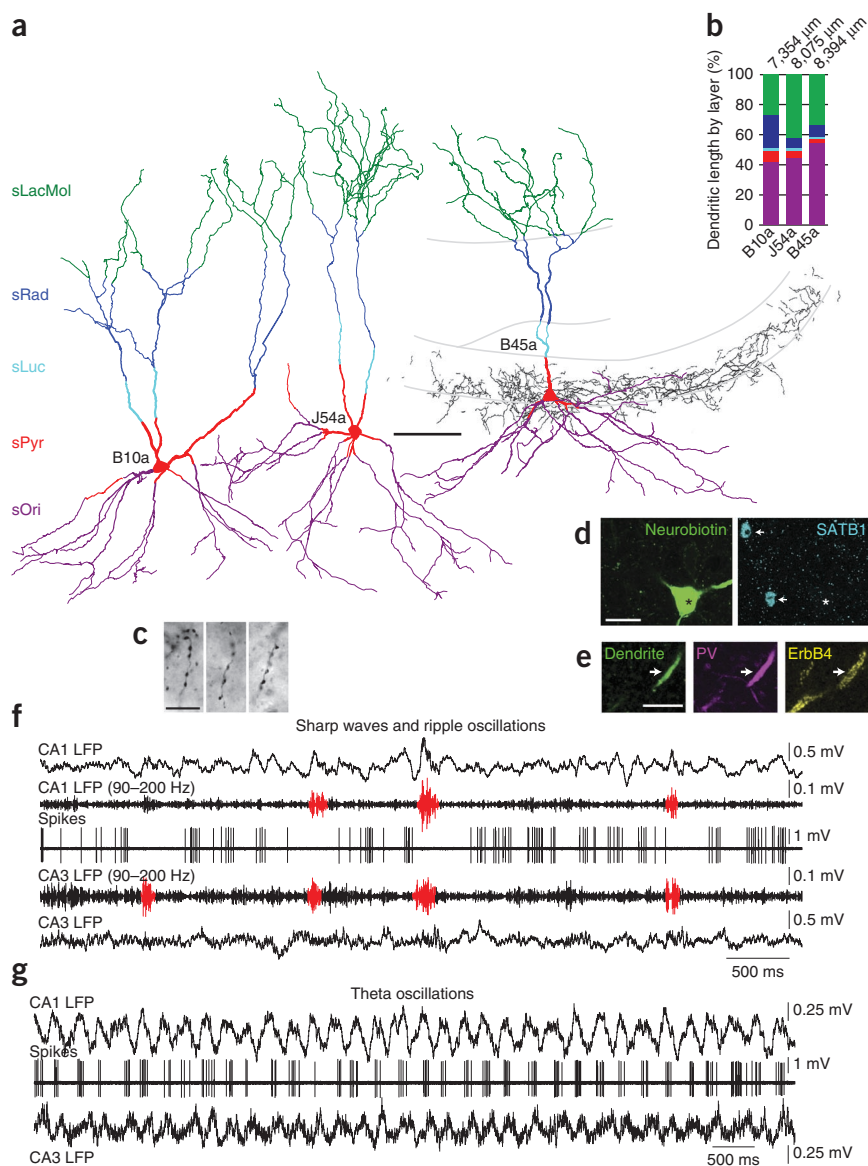 a
sLacMol
sRad
sLuc
sPyr
sOri
B10a
J54a
B45a
b
7,354 µm
8,075 µm
8,394 µm
Dendritic length by layer (%)
100
80
60
40
20
0
B10a
J54a
B45a
c
d
Neurobiotin
*
SATB1
*
e
Dendrite
PV
ErbB4
f
Sharp waves and ripple oscillations
CA1 LFP
0.5 mV
CA1 LFP (90–200 Hz)
0.1 mV
Spikes
1 mV
CA3 LFP (90–200 Hz)
0.1 mV
CA3 LFP
0.5 mV
500 ms
g
Theta oscillations
CA1 LFP
0.25 mV
Spikes
1 mV
CA3 LFP
500 ms
0.25 mV